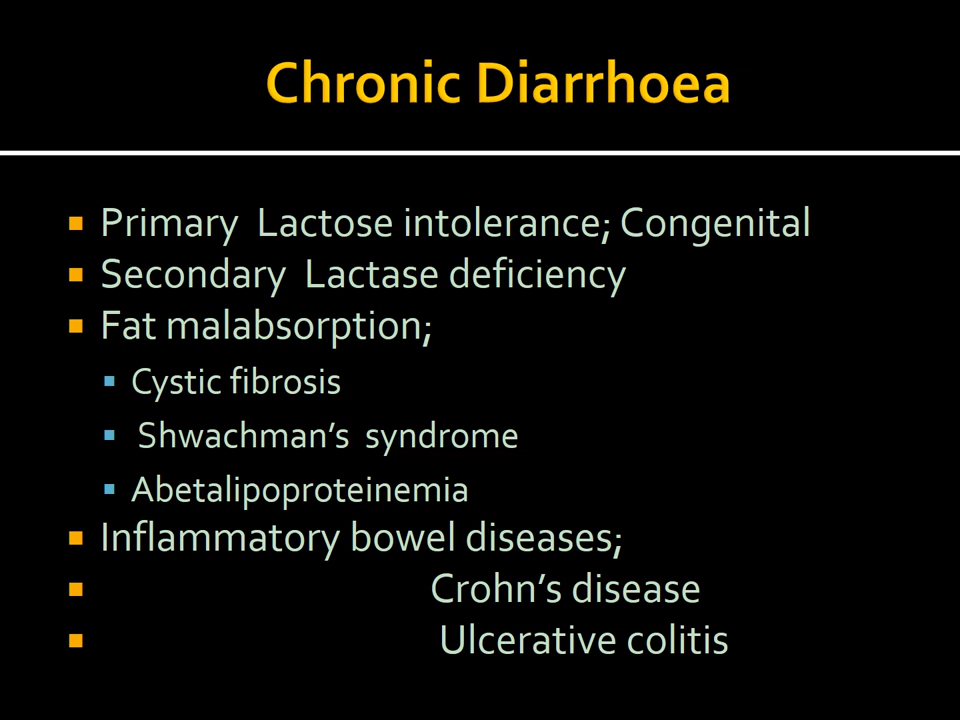 Chronic Diarrhoea
Primary Lactose intolerance; Congenital
Secondary Lactase deficiency
Fat malabsorption;
Cystic fibrosis
Shwachman’s syndrome
Abetalipoproteinemia
Inflammatory bowel diseases;
Crohn’s disease
Ulcerative colitis